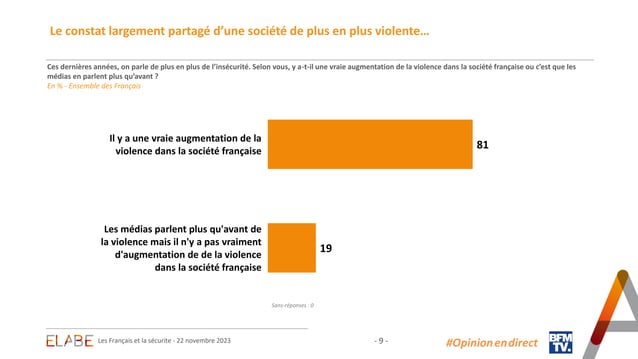 Le constat largement partagé d'une société de plus en plus violente…
Ces dernières années, on parle de plus en plus de l'insécurité. Selon vous, y a-t-il une vraie augmentation de la violence dans la société française ou c'est que les
médias en parlent plus qu'avant ?
En % - Ensemble des Français
Il y a une vraie augmentation de la
violence dans la société française
81
Les médias parlent plus qu'avant de
la violence mais il n'y a pas vraiment
d'augmentation de de la violence
dans la société française
19
Sans-réponses : 0
ELABE
Les Français et la sécurite - 22 novembre 2023
- 9 -
#Opinionendirect
BFM
TV.